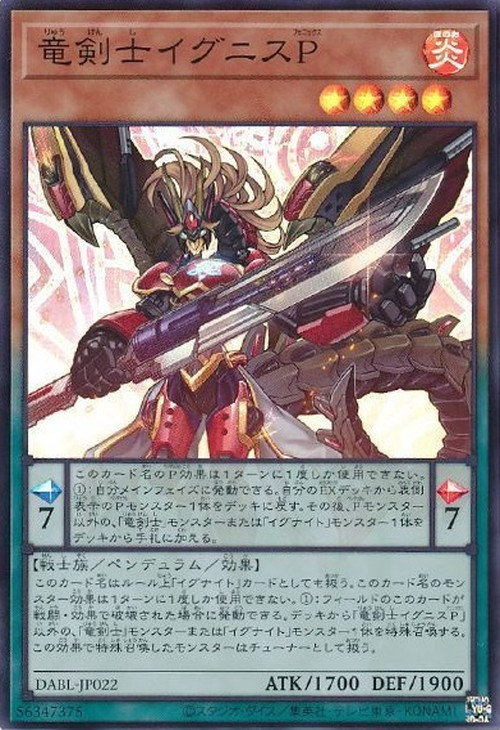 竜剣士イグニスP
炎
7
7
このカード名のP効果は1ターンに1度しか使用できない。
①:自分メインフェイズに発動できる。自分のEXデッキから表側
表示のPモンスター1体をデッキに戻す。その後、Pモンスター
以外の、「竜剣士」モンスターまたは「イグナイト」モンスター1体を
デッキから手札に加える。
【戦士族/ペンデュラム/効果】
このカード名はルール上「イグナイト」カードとしても扱う。このカード名のモン
スター効果は1ターンに1度しか使用できない。①:フィールドのこのカードが
戦闘・効果で破壊された場合に発動できる。デッキから「竜剣士イグニスP」
以外の、「竜剣士」モンスターまたは「イグナイト」モンスター1体を特殊召喚する。
この効果で特殊召喚したモンスターはチューナーとして扱う。
DABL-JP022
ATK/1700 DEF/1900
56347375
©スタジオ・ダイス/集英社・テレビ東京・KONAMI